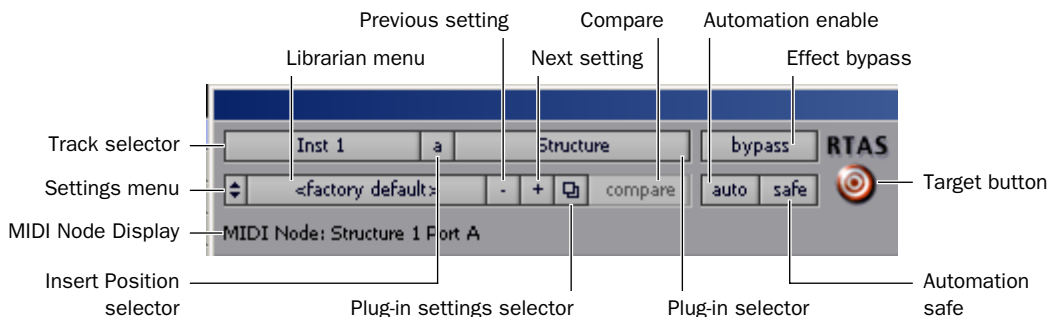 Previous setting
Compare
Automation enable
Librarian menu
Next setting
Effect bypass
Track selector
Inst 1
a
Structure
bypass
RTAS
Settings menu
<factory default>
-
+
compare
auto
safe
Target button
MIDI Node Display
MIDI Node: Structure 1 Port A
Insert Position
selector
Plug-in settings selector
Plug-in selector
Automation
safe